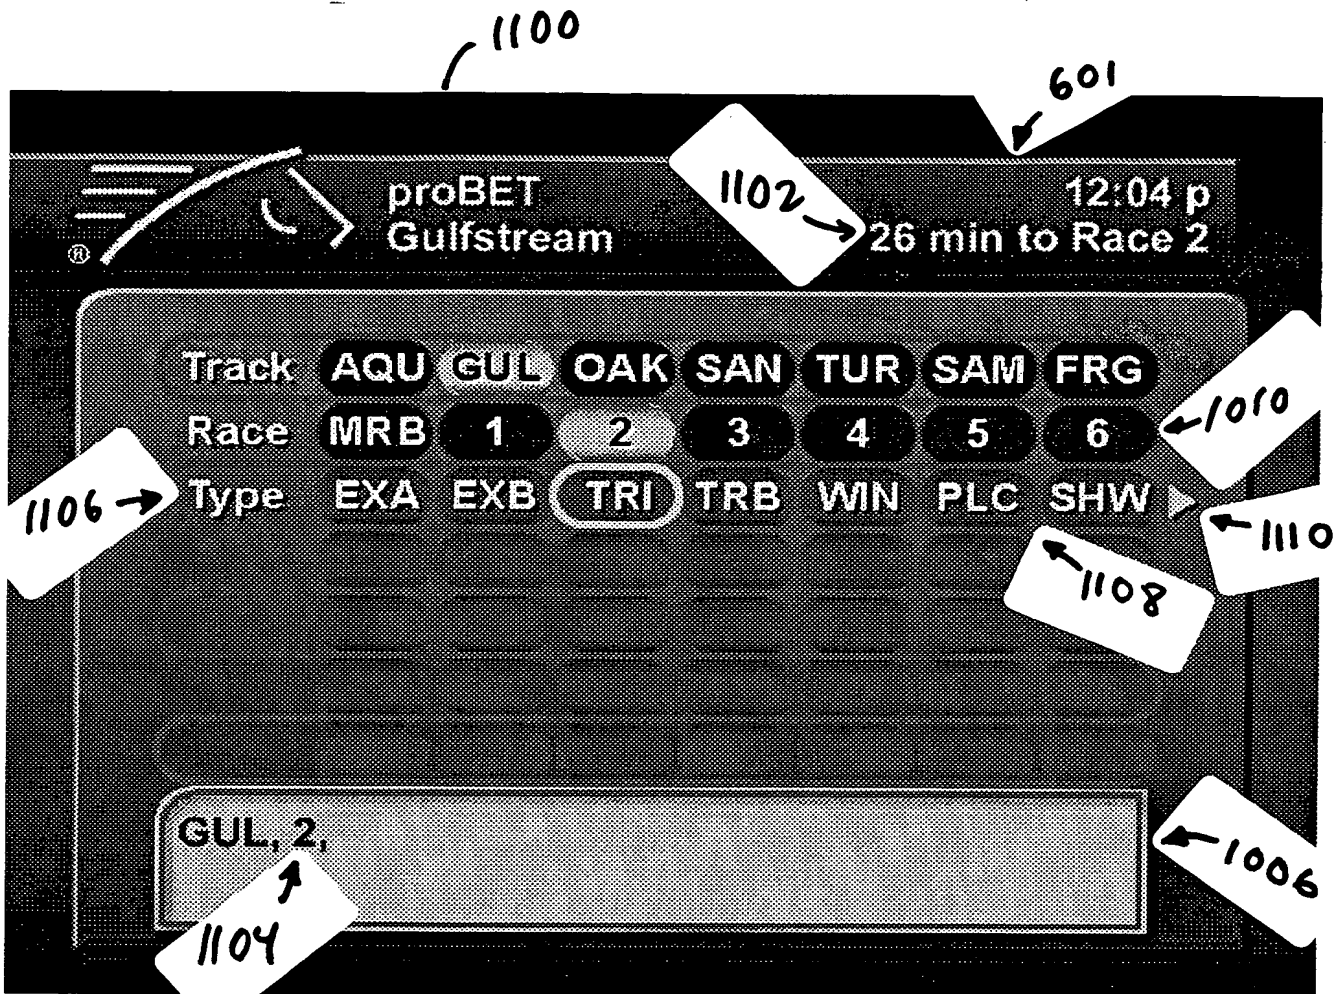 1100
601
proBET
1102
12:04 p
Gulfstream
26 min to Race 2
®
Track AQU GUL OAK SAN TUR SAM FRG
Race MRB 1 2 3 4 5 6
1010
1106
Type EXA EXB TRI TRB WIN PLC SHW
1110
1108
GUL, 2,
1006
1104